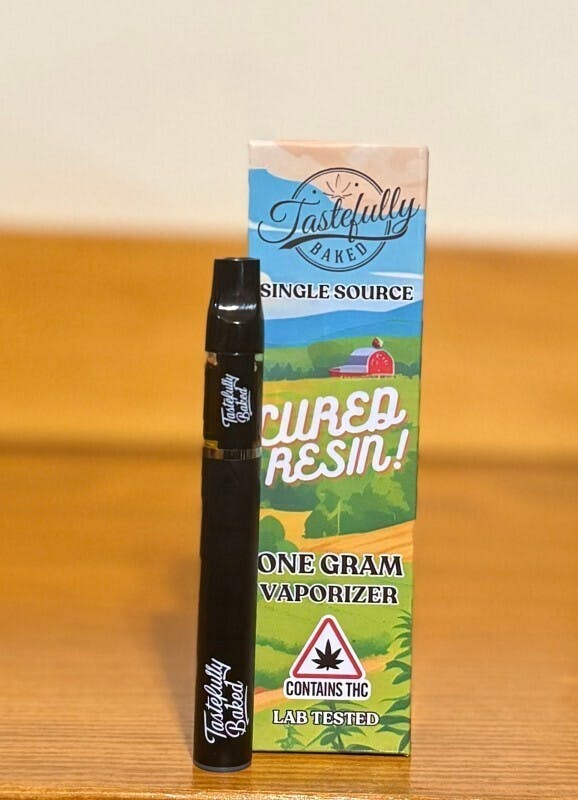 Tastefully
BAKED
SINGLE SOURCE
CURED
RESIN!
ONE GRAM
VAPORIZER
CONTAINS THC
LAB TESTED
Tastefully
Baked
Tastefully
Baked